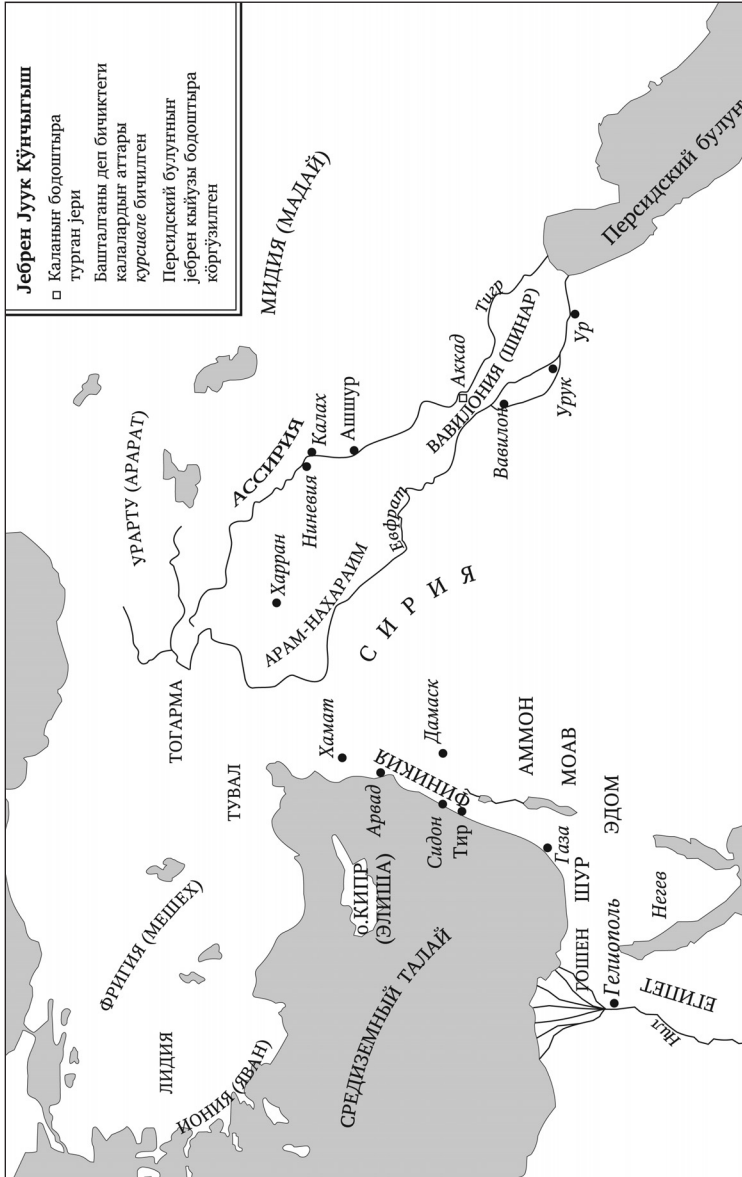 Јебрен Јуук Кӱнчыгыш
□ Каланыҥ бодоштыра
турган јери
Башталганы деп бичиктеги
калалардыҥ аттары
курсивле бичилген
Персидский булуҥныҥ
јебрен кыйузы бодоштыра
кӧргӱзилген
ФРИГИЯ (МЕШЕХ)
ЛИДИЯ
ИОНИЯ (ЯВАН)
ТОГАРМА
ТУВАЛ
УРАРТУ (АРАРАТ)
МИДИЯ (МАДАЙ)
АССИРИЯ
Харран
Ниневия
Калах
Ашшур
АРАМ-НАХАРАИМ
Евфрат
СИРИЯ
Тигр
Аккад
ВАВИЛОНИЯ (ШИНАР)
Вавилон
Урук
Ур
Персидский булуҥ
Хамат
Арвад
о.КИПР
(ЭЛИША)
ФИНИКИЯ
Дамаск
Сидон
Тир
СРЕДИЗЕМНЫЙ ТАЛАЙ
АММОН
МОАВ
Газа
ЭДОМ
ШУР
ГОШЕН
Гелиополь
Негев
ЕГИПЕТ
Нил